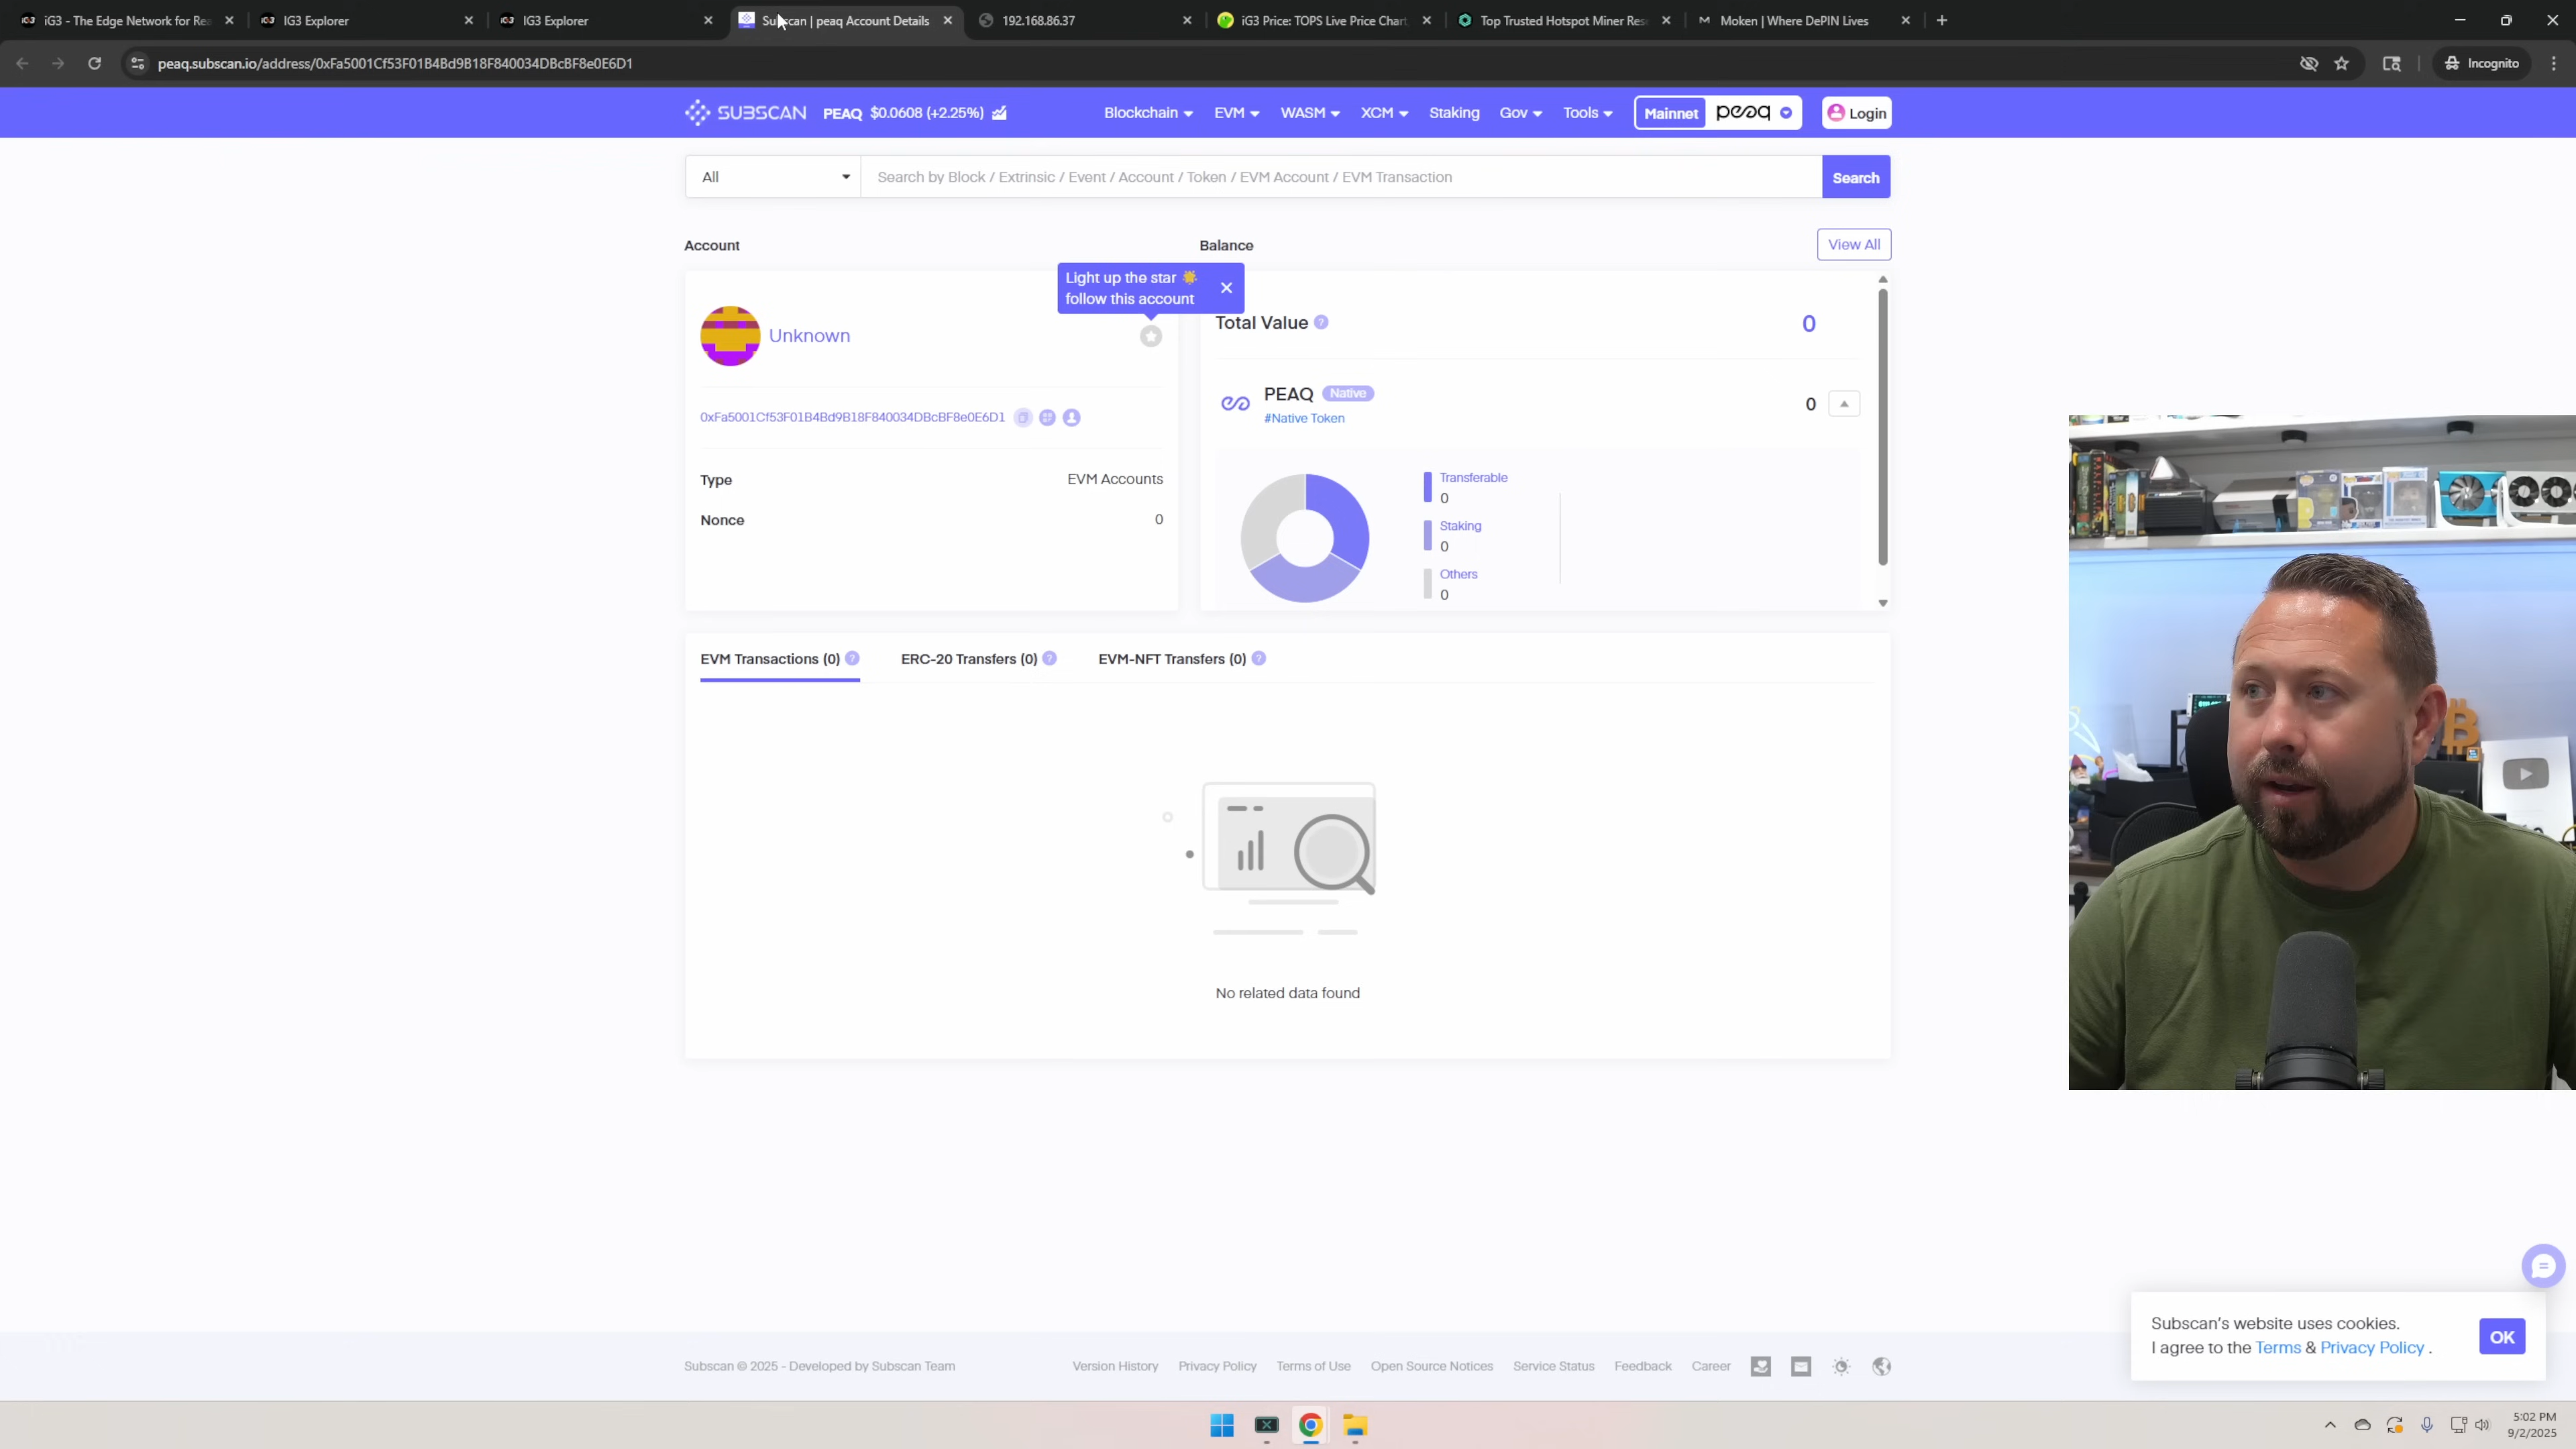 iG3 - The Edge Network for Rea
IG3 Explorer
IG3 Explorer
Subscan | peaq Account Details
192.168.86.37
iG3 Price: TOPS Live Price Chart
Top Trusted Hotspot Miner Rese
Moken | Where DePIN Lives
peaq.subscan.io/address/0xFa5001Cf53F01B4Bd9B18F840034DBcBF8e0E6D1
Incognito
SUBSCAN
PEAQ $0.0608 (+2.25%)
Blockchain
EVM
WASM
XCM
Staking
Gov
Tools
Mainnet
peaq
Login
All
Search by Block / Extrinsic / Event / Account / Token / EVM Account / EVM Transaction
Search
Account
Balance
View All
Light up the star
follow this account
Unknown
Total Value
0
PEAQ Native
#Native Token
0
0xFa5001Cf53F01B4Bd9B18F840034DBcBF8e0E6D1
Type
EVM Accounts
Nonce
0
Transferable
0
Staking
0
Others
0
EVM Transactions (0)
ERC-20 Transfers (0)
EVM-NFT Transfers (0)
No related data found
Subscan's website uses cookies.
I agree to the Terms & Privacy Policy .
OK
Subscan © 2025 - Developed by Subscan Team
Version History
Privacy Policy
Terms of Use
Open Source Notices
Service Status
Feedback
Career
5:02 PM
9/2/2025